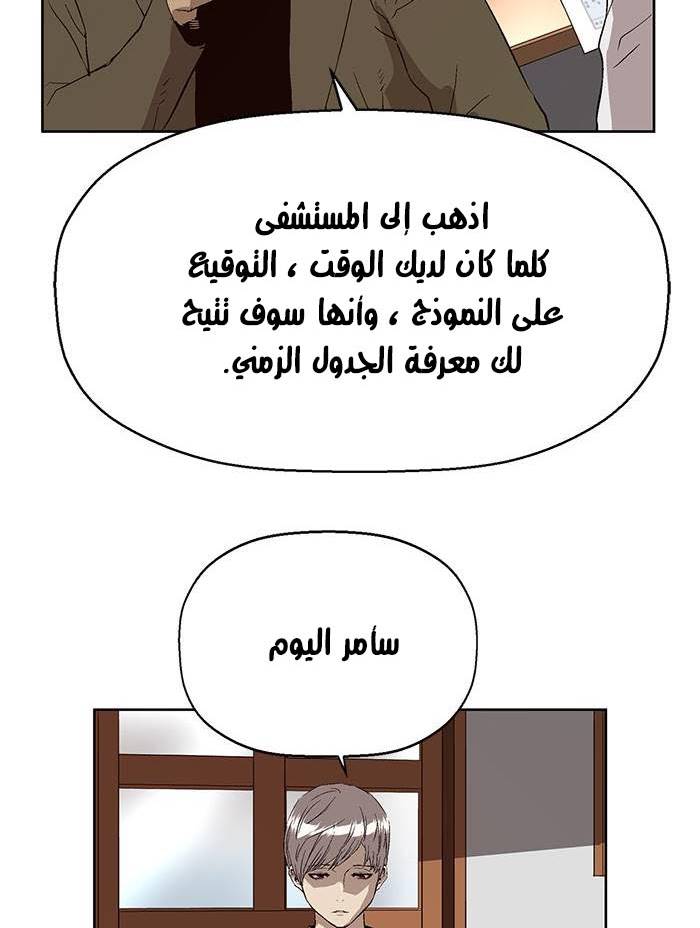 اذهب إلى المستشفى
كلما كان لديك الوقت ، التوقيع
على النموذج ، وأنها سوف تتيح
لك معرفة الجدول الزمني.
سأمر اليوم